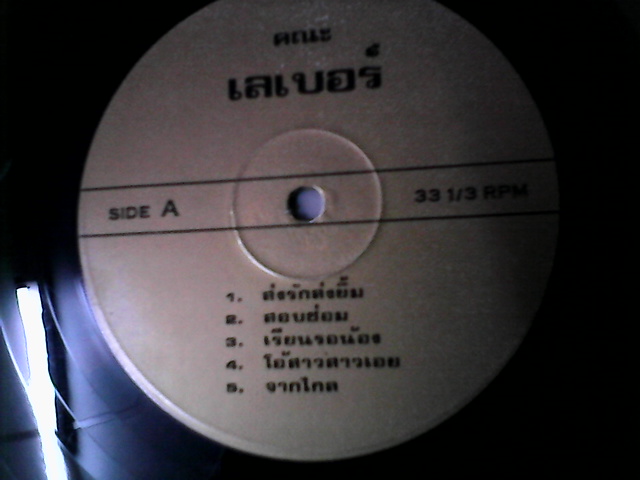 คณะ
เลเบอร์
SIDE A
33 1/3 RPM
1. ส่งรักส่งยิ้ม
2. สอบซ่อม
3. เรียนรอน้อง
4. โอ้สาวสาวเอย
5. จากไกล